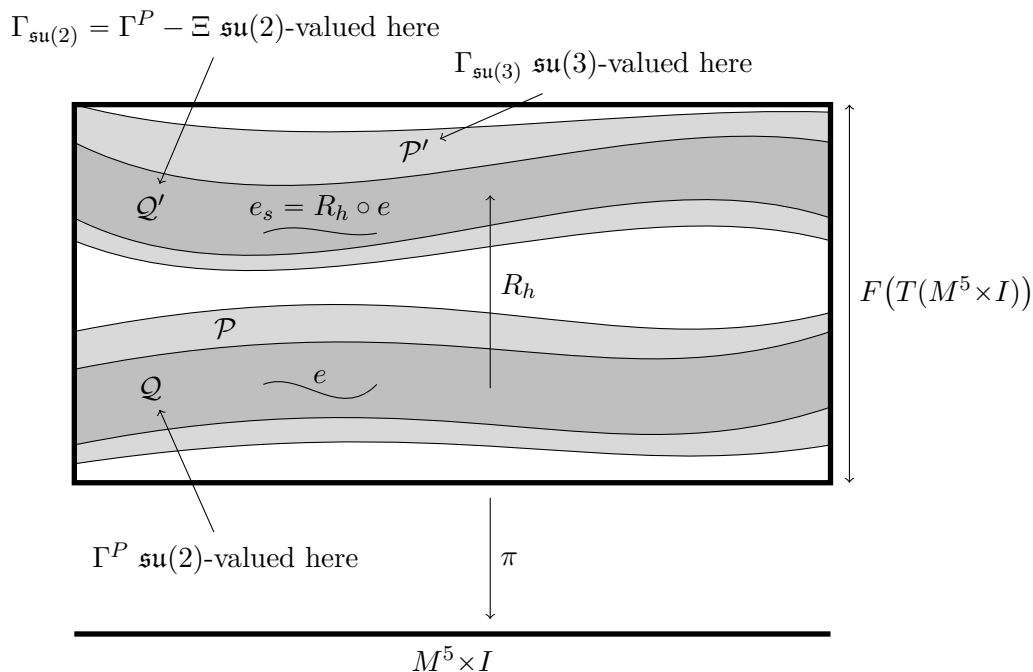 Γ_{𝔰𝔲(2)} = Γ^P − Ξ 𝔰𝔲(2)-valued here
Γ_{𝔰𝔲(3)} 𝔰𝔲(3)-valued here
𝒫′
𝒬′
e_s = R_h ∘ e
R_h
F(T(M^5×I))
𝒫
𝒬
e
Γ^P 𝔰𝔲(2)-valued here
π
M^5×I